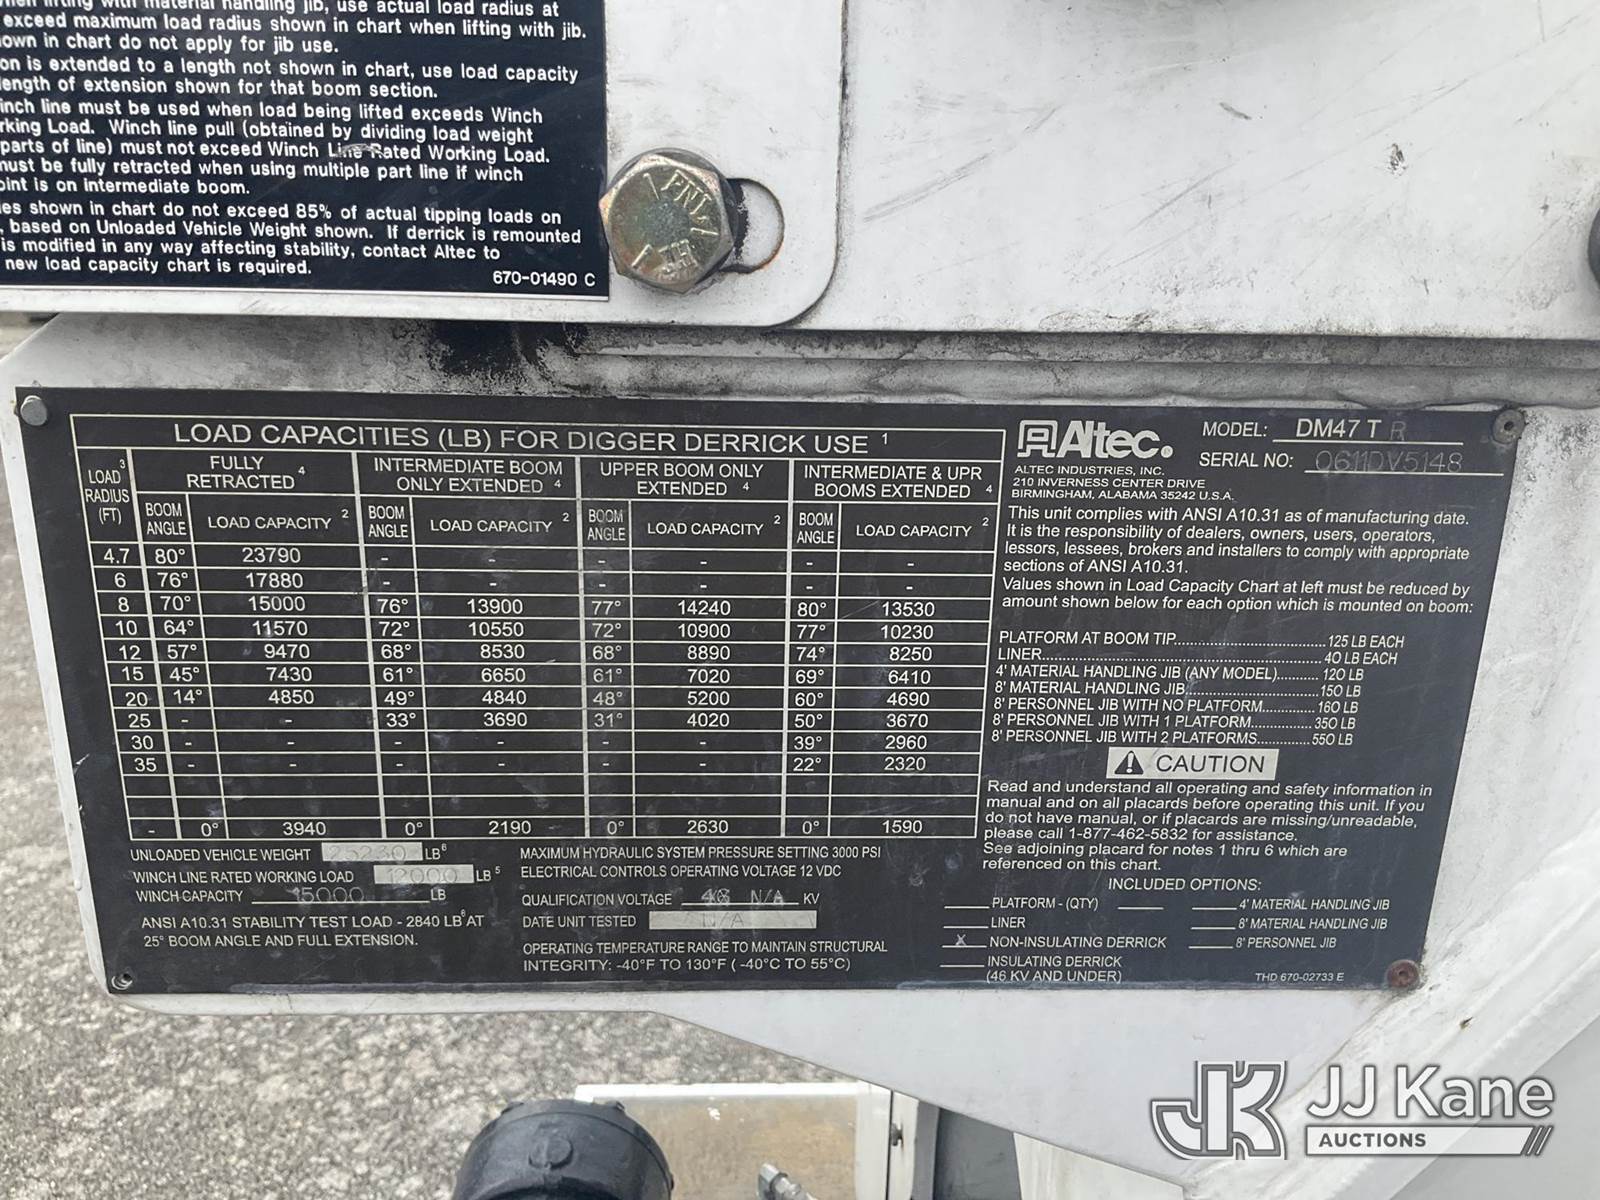 when lifting with material handling jib, use actual load radius at
exceed maximum load radius shown in chart when lifting with jib.
own in chart do not apply for jib use.
on is extended to a length not shown in chart, use load capacity
length of extension shown for that boom section.
inch line must be used when load being lifted exceeds Winch
rking Load. Winch line pull (obtained by dividing load weight
parts of line) must not exceed Winch Line Rated Working Load.
must be fully retracted when using multiple part line if winch
oint is on intermediate boom.
ies shown in chart do not exceed 85% of actual tipping loads on
, based on Unloaded Vehicle Weight shown. If derrick is remounted
is modified in any way affecting stability, contact Altec to
new load capacity chart is required.
670-01490 C
LOAD CAPACITIES (LB) FOR DIGGER DERRICK USE 1
LOAD 3 RADIUS (FT) FULLY RETRACTED 4 INTERMEDIATE BOOM ONLY EXTENDED 4 UPPER BOOM ONLY EXTENDED 4 INTERMEDIATE & UPR BOOMS EXTENDED 4
BOOM ANGLE LOAD CAPACITY 2 BOOM ANGLE LOAD CAPACITY 2 BOOM ANGLE LOAD CAPACITY 2 BOOM ANGLE LOAD CAPACITY 2
4.7 80° 23790 - - - - - -
6 76° 17880 - - - - - -
8 70° 15000 76° 13900 77° 14240 80° 13530
10 64° 11570 72° 10550 72° 10900 77° 10230
12 57° 9470 68° 8530 68° 8890 74° 8250
15 45° 7430 61° 6650 61° 7020 69° 6410
20 14° 4850 49° 4840 48° 5200 60° 4690
25 - - 33° 3690 31° 4020 50° 3670
30 - - - - - - 39° 2960
35 - - - - - - 22° 2320
- 0° 3940 0° 2190 0° 2630 0° 1590
UNLOADED VEHICLE WEIGHT 25230 LB 6
WINCH LINE RATED WORKING LOAD 12000 LB 5
WINCH CAPACITY 15000 LB
ANSI A10.31 STABILITY TEST LOAD - 2840 LB 6 AT
25° BOOM ANGLE AND FULL EXTENSION.
MAXIMUM HYDRAULIC SYSTEM PRESSURE SETTING 3000 PSI
ELECTRICAL CONTROLS OPERATING VOLTAGE 12 VDC
QUALIFICATION VOLTAGE 46 N/A KV
DATE UNIT TESTED N/A
OPERATING TEMPERATURE RANGE TO MAINTAIN STRUCTURAL
INTEGRITY: -40°F TO 130°F ( -40°C TO 55°C)
Altec.
MODEL: DM47 T R
SERIAL NO: 0611DV5148
ALTEC INDUSTRIES, INC.
210 INVERNESS CENTER DRIVE
BIRMINGHAM, ALABAMA 35242 U.S.A.
This unit complies with ANSI A10.31 as of manufacturing date.
It is the responsibility of dealers, owners, users, operators,
lessors, lessees, brokers and installers to comply with appropriate
sections of ANSI A10.31.
Values shown in Load Capacity Chart at left must be reduced by
amount shown below for each option which is mounted on boom:
PLATFORM AT BOOM TIP..........125 LB EACH
LINER..........40 LB EACH
4' MATERIAL HANDLING JIB (ANY MODEL)..........120 LB
8' MATERIAL HANDLING JIB..........150 LB
8' PERSONNEL JIB WITH NO PLATFORM..........160 LB
8' PERSONNEL JIB WITH 1 PLATFORM..........350 LB
8' PERSONNEL JIB WITH 2 PLATFORMS..........550 LB
CAUTION
Read and understand all operating and safety information in
manual and on all placards before operating this unit. If you
do not have manual, or if placards are missing/unreadable,
please call 1-877-462-5832 for assistance.
See adjoining placard for notes 1 thru 6 which are
referenced on this chart.
INCLUDED OPTIONS:
PLATFORM - (QTY) 4' MATERIAL HANDLING JIB
LINER 8' MATERIAL HANDLING JIB
X NON-INSULATING DERRICK 8' PERSONNEL JIB
INSULATING DERRICK
(46 KV AND UNDER)
THD 670-02733 E
JK JJ Kane
AUCTIONS